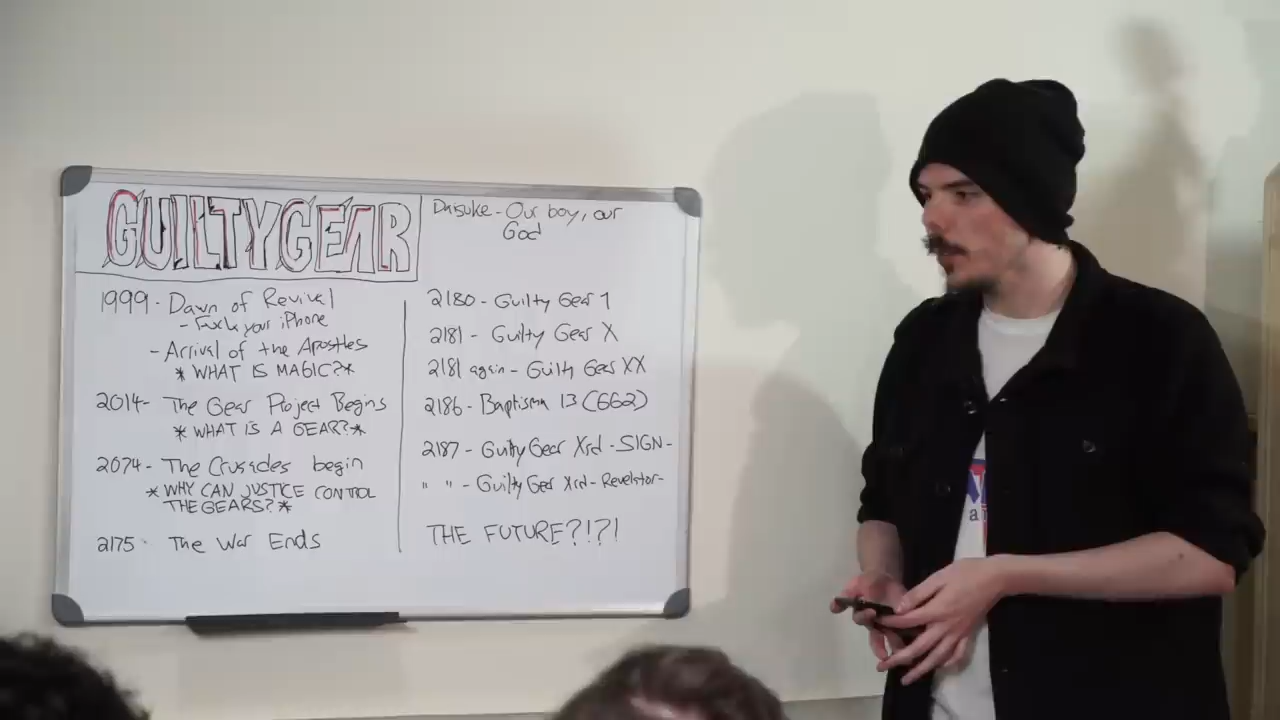 GUILTYGEAR
Daisuke - Our boy, our
God
1999 - Dawn of Revival
- Fuck your iPhone
- Arrival of the Apostles
* WHAT IS MAGIC?*
2014 - The Gear Project Begins
* WHAT IS A GEAR?*
2074 - The Crusades begin
* WHY CAN JUSTICE CONTROL
THE GEARS? *
2175 - The War Ends
2180 - Guilty Gear 1
2181 - Guilty Gear X
2181 again - Guilty Gear XX
2186 - Baptisma 13 (662)
2187 - Guilty Gear Xrd - SIGN -
" " - Guilty Gear Xrd - Revelator -
THE FUTURE?!?!